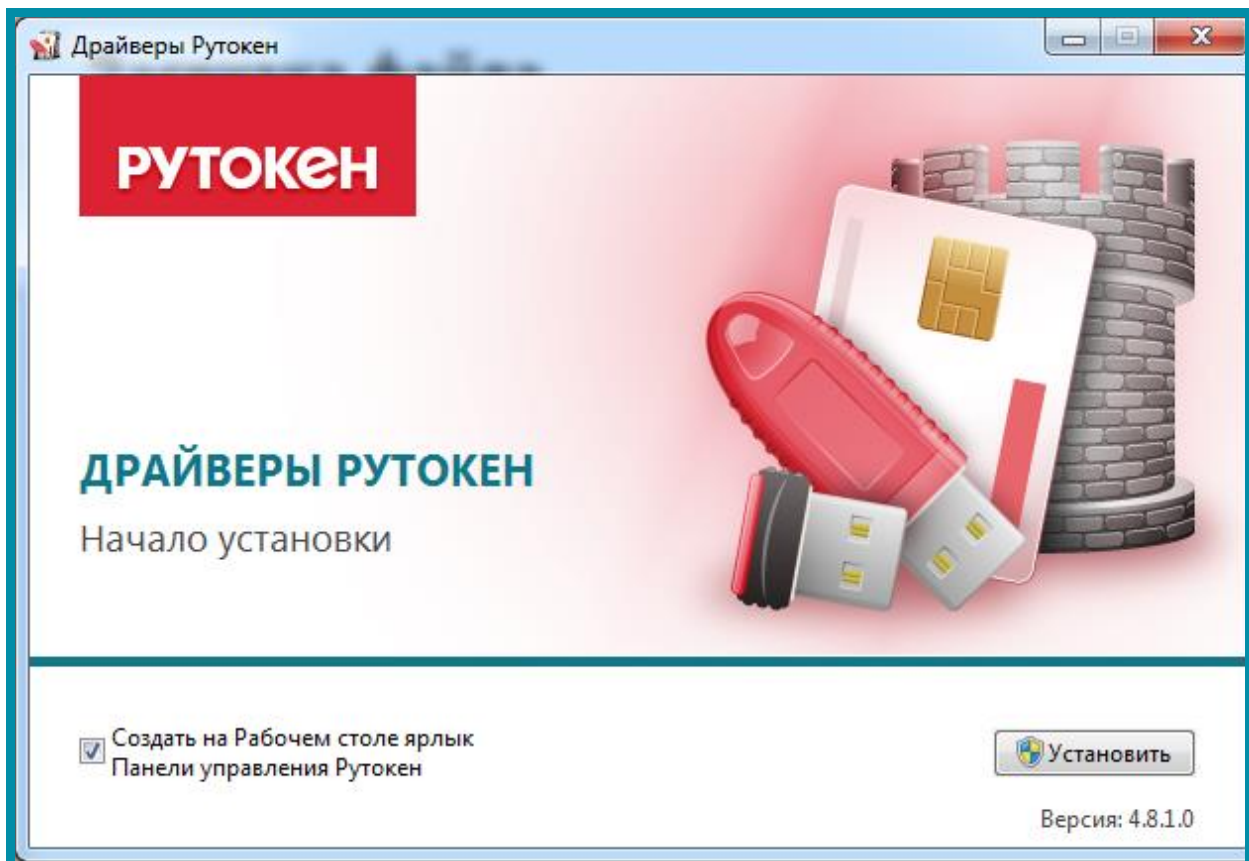 Драйверы Рутокен
РУТОКЕН
ДРАЙВЕРЫ РУТОКЕН
Начало установки
Создать на Рабочем столе ярлык
Панели управления Рутокен
Установить
Версия: 4.8.1.0